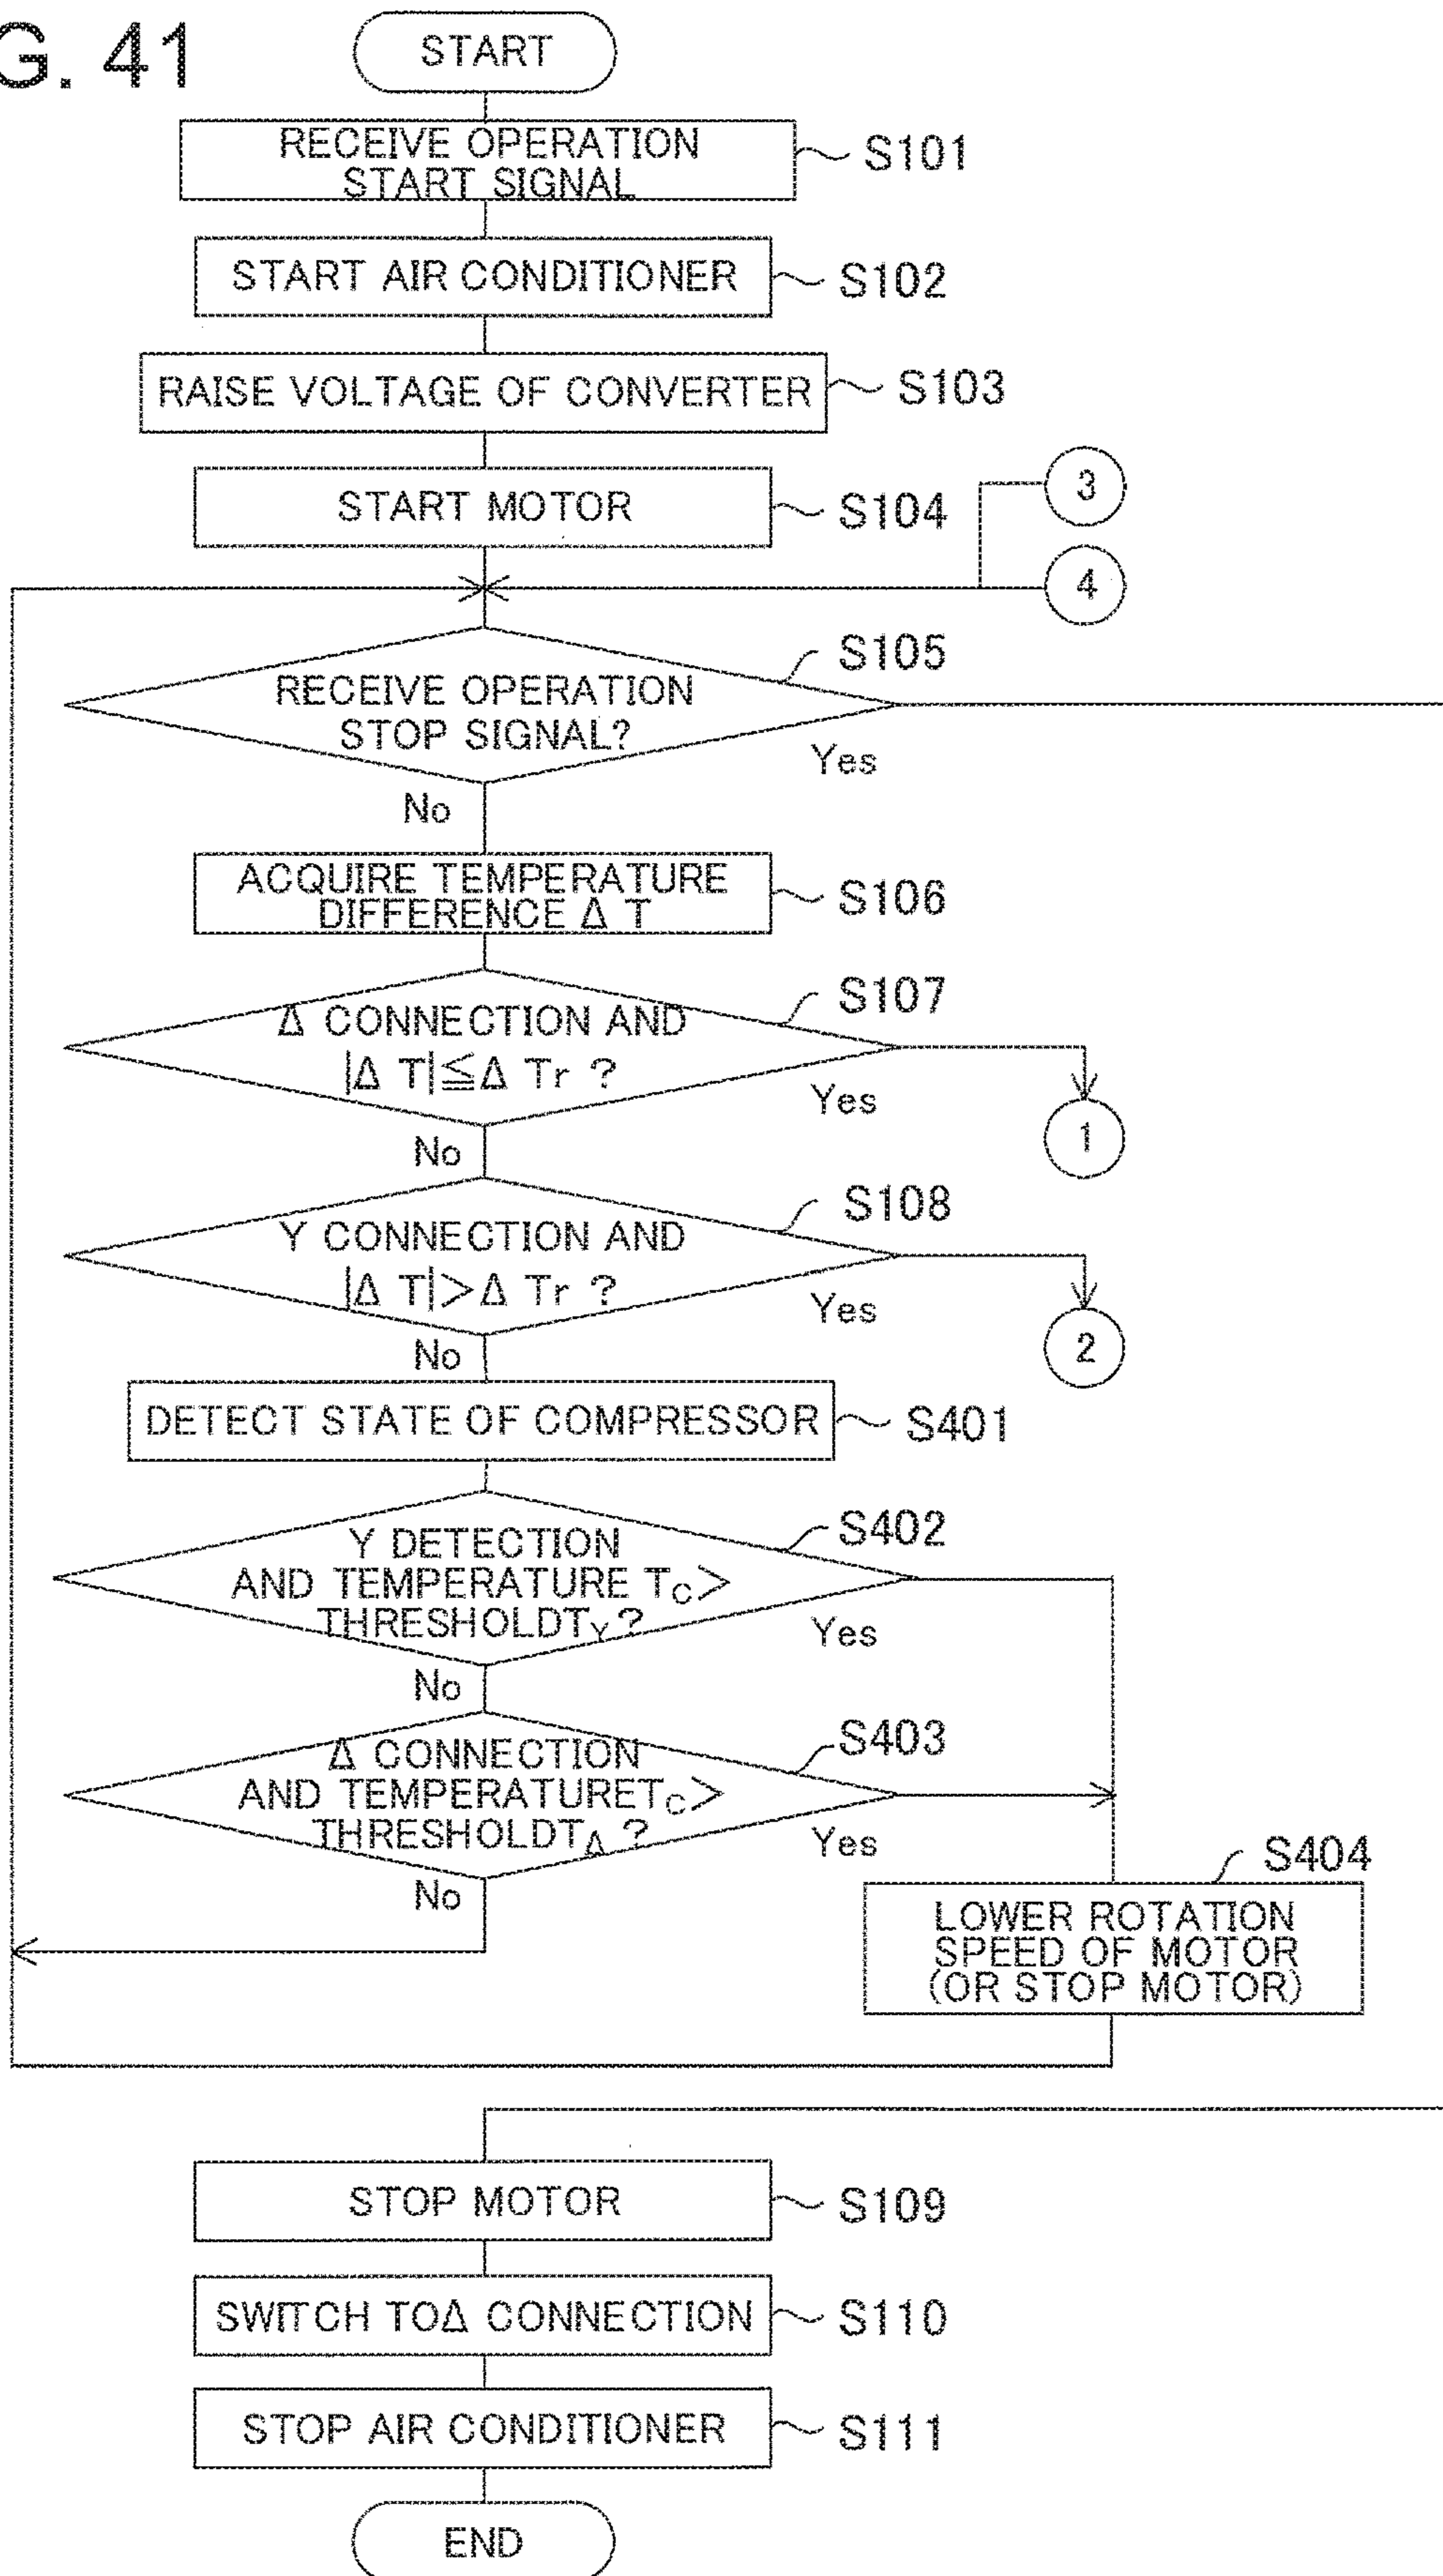 G. 41
START
RECEIVE OPERATION
START SIGNAL
S101
START AIR CONDITIONER
S102
RAISE VOLTAGE OF CONVERTER
S103
START MOTOR
S104
3
4
RECEIVE OPERATION
STOP SIGNAL?
S105
Yes
No
ACQUIRE TEMPERATURE
DIFFERENCE Δ T
S106
Δ CONNECTION AND
|Δ T|≦Δ Tr ?
S107
Yes
1
No
Y CONNECTION AND
|Δ T|>Δ Tr ?
S108
Yes
2
No
DETECT STATE OF COMPRESSOR
S401
Y DETECTION
AND TEMPERATURE TC>
THRESHOLDTY?
S402
Yes
No
Δ CONNECTION
AND TEMPERATURETC>
THRESHOLDTΔ ?
S403
Yes
No
S404
LOWER ROTATION
SPEED OF MOTOR
(OR STOP MOTOR)
STOP MOTOR
S109
SWITCH TOΔ CONNECTION
S110
STOP AIR CONDITIONER
S111
END